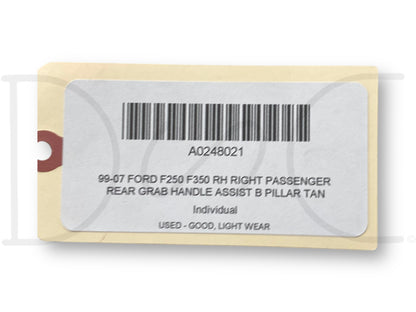 A0248021
99-07 FORD F250 F350 RH RIGHT PASSENGER
REAR GRAB HANDLE ASSIST B PILLAR TAN
Individual
USED - GOOD, LIGHT WEAR